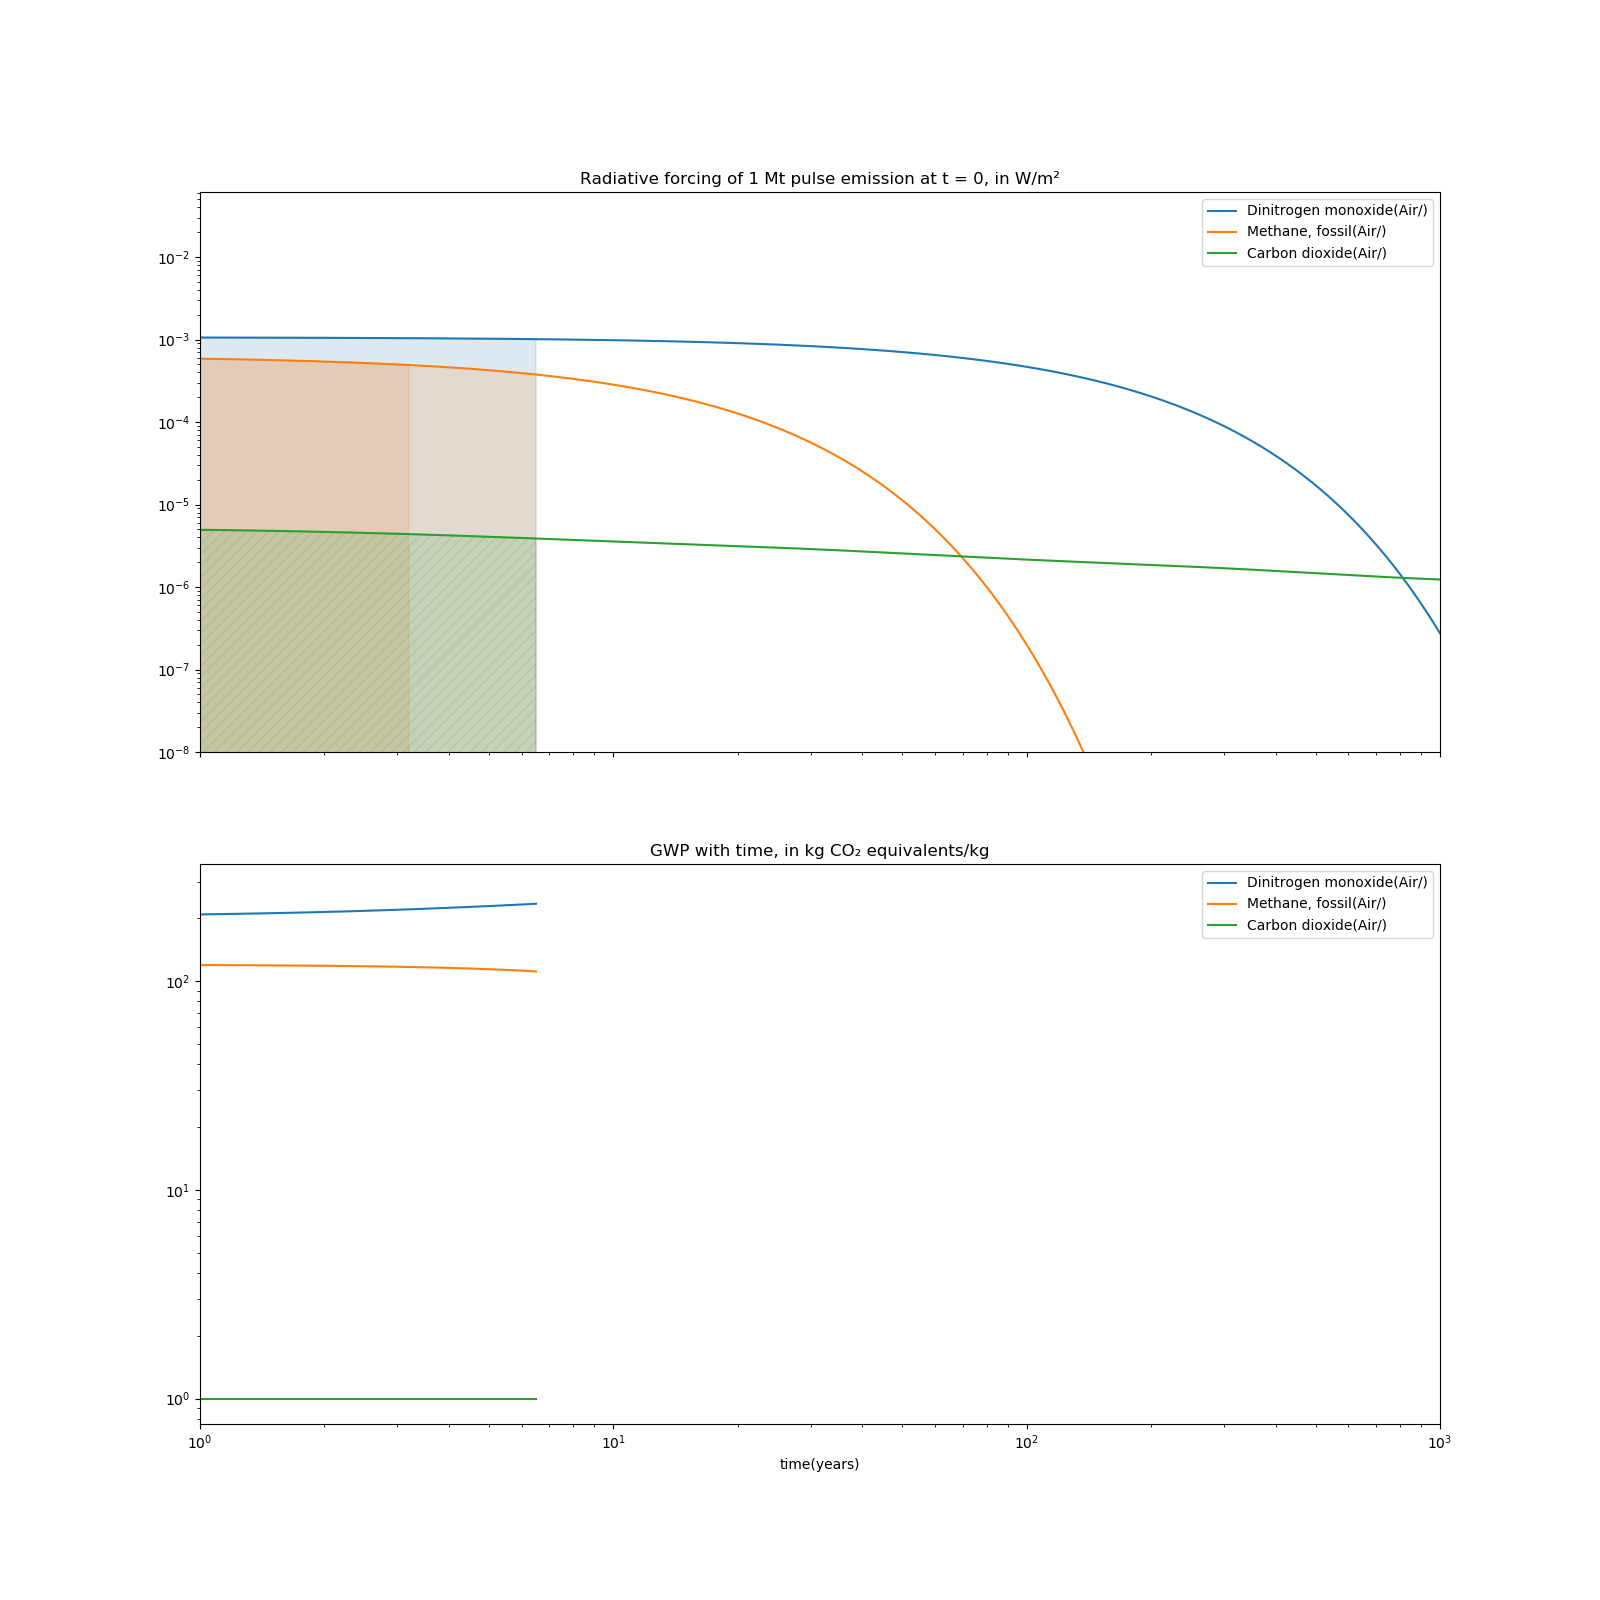 Radiative forcing of 1 Mt pulse emission at t = 0, in W/m²
Dinitrogen monoxide(Air/)
Methane, fossil(Air/)
Carbon dioxide(Air/)
10⁻²
10⁻³
10⁻⁴
10⁻⁵
10⁻⁶
10⁻⁷
10⁻⁸
GWP with time, in kg CO₂ equivalents/kg
Dinitrogen monoxide(Air/)
Methane, fossil(Air/)
Carbon dioxide(Air/)
10²
10¹
10⁰
10⁰ 10¹ 10² 10³
time(years)